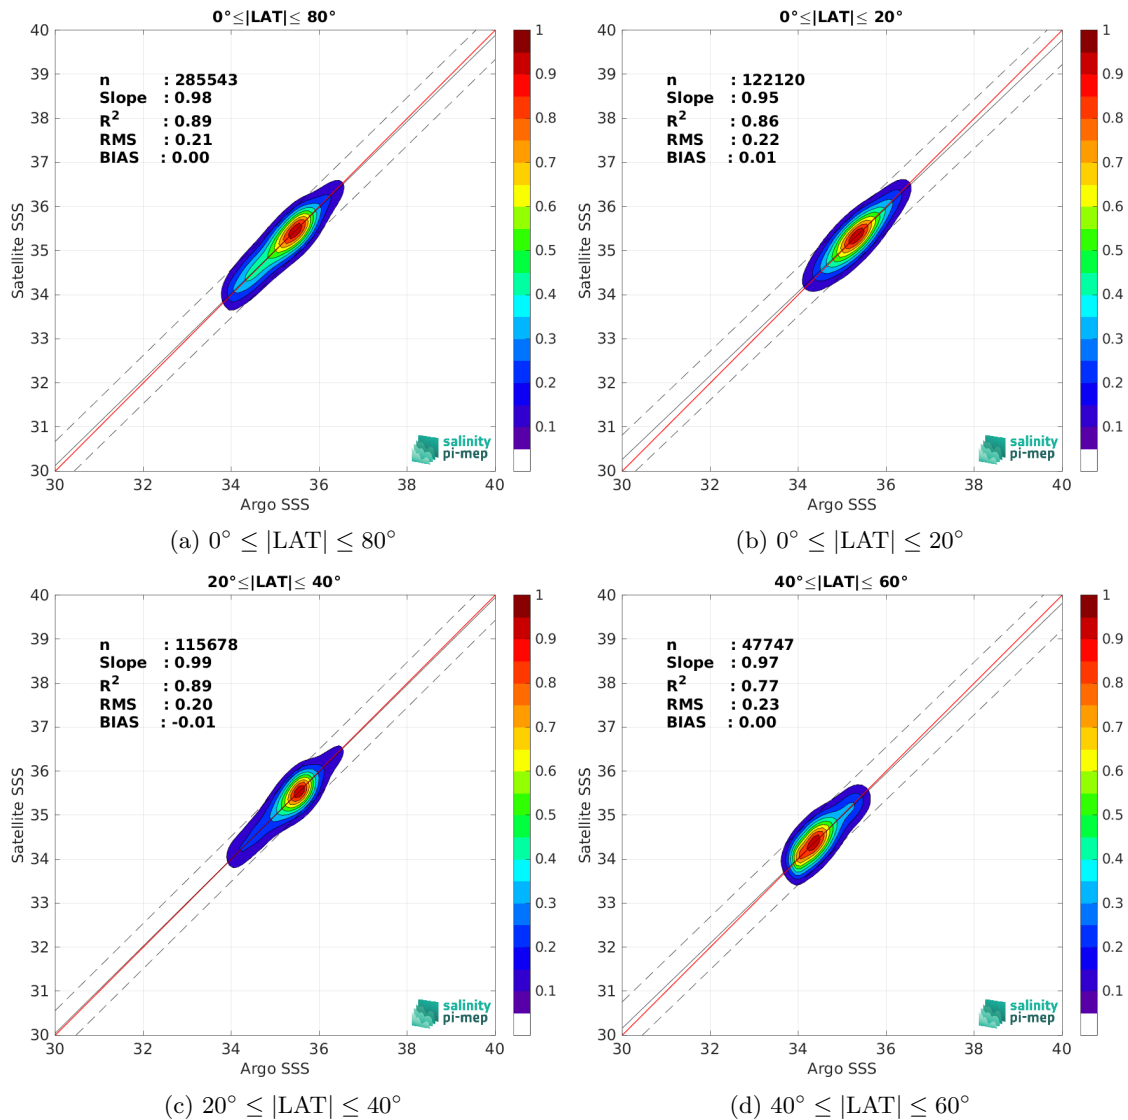 0°≤|LAT|≤ 80°
40
39
38
37
36
35
34
33
32
31
30
Satellite SSS
n : 285543
Slope : 0.98
R² : 0.89
RMS : 0.21
BIAS : 0.00
salinity
pi-mep
30 32 34 36 38 40
Argo SSS
1
0.9
0.8
0.7
0.6
0.5
0.4
0.3
0.2
0.1
(a) 0° ≤ |LAT| ≤ 80°
0°≤|LAT|≤ 20°
40
39
38
37
36
35
34
33
32
31
30
Satellite SSS
n : 122120
Slope : 0.95
R² : 0.86
RMS : 0.22
BIAS : 0.01
salinity
pi-mep
30 32 34 36 38 40
Argo SSS
1
0.9
0.8
0.7
0.6
0.5
0.4
0.3
0.2
0.1
(b) 0° ≤ |LAT| ≤ 20°
20°≤|LAT|≤ 40°
40
39
38
37
36
35
34
33
32
31
30
Satellite SSS
n : 115678
Slope : 0.99
R² : 0.89
RMS : 0.20
BIAS : -0.01
salinity
pi-mep
30 32 34 36 38 40
Argo SSS
1
0.9
0.8
0.7
0.6
0.5
0.4
0.3
0.2
0.1
(c) 20° ≤ |LAT| ≤ 40°
40°≤|LAT|≤ 60°
40
39
38
37
36
35
34
33
32
31
30
Satellite SSS
n : 47747
Slope : 0.97
R² : 0.77
RMS : 0.23
BIAS : 0.00
salinity
pi-mep
30 32 34 36 38 40
Argo SSS
1
0.9
0.8
0.7
0.6
0.5
0.4
0.3
0.2
0.1
(d) 40° ≤ |LAT| ≤ 60°